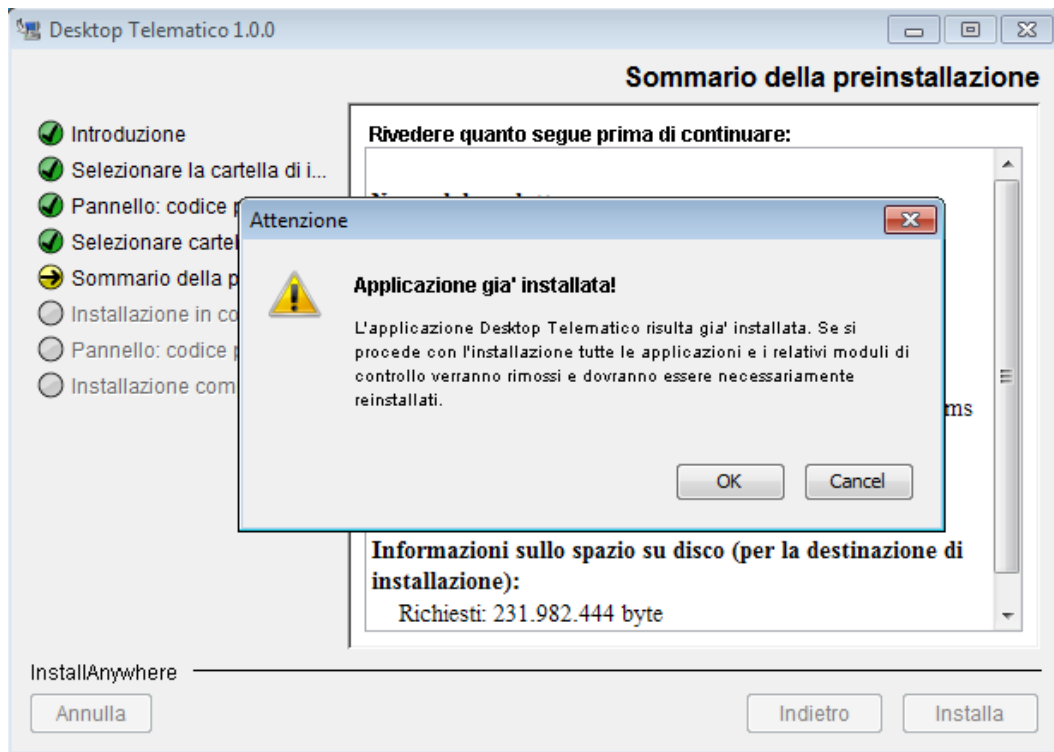 Desktop Telematico 1.0.0
Sommario della preinstallazione
Introduzione
Selezionare la cartella di i...
Pannello: codice
Selezionare
Sommario della
Installazione in
Pannello: codice
Installazione
Rivedere quanto segue prima di continuare:
Attenzione
Applicazione gia' installata!
L'applicazione Desktop Telematico risulta gia' installata. Se si
procede con l'installazione tutte le applicazioni e i relativi moduli di
controllo verranno rimossi e dovranno essere necessariamente
reinstallati.
OK
Cancel
Informazioni sullo spazio su disco (per la destinazione di
installazione):
Richiesti: 231.982.444 byte
InstallAnywhere
Annulla
Indietro
Installa